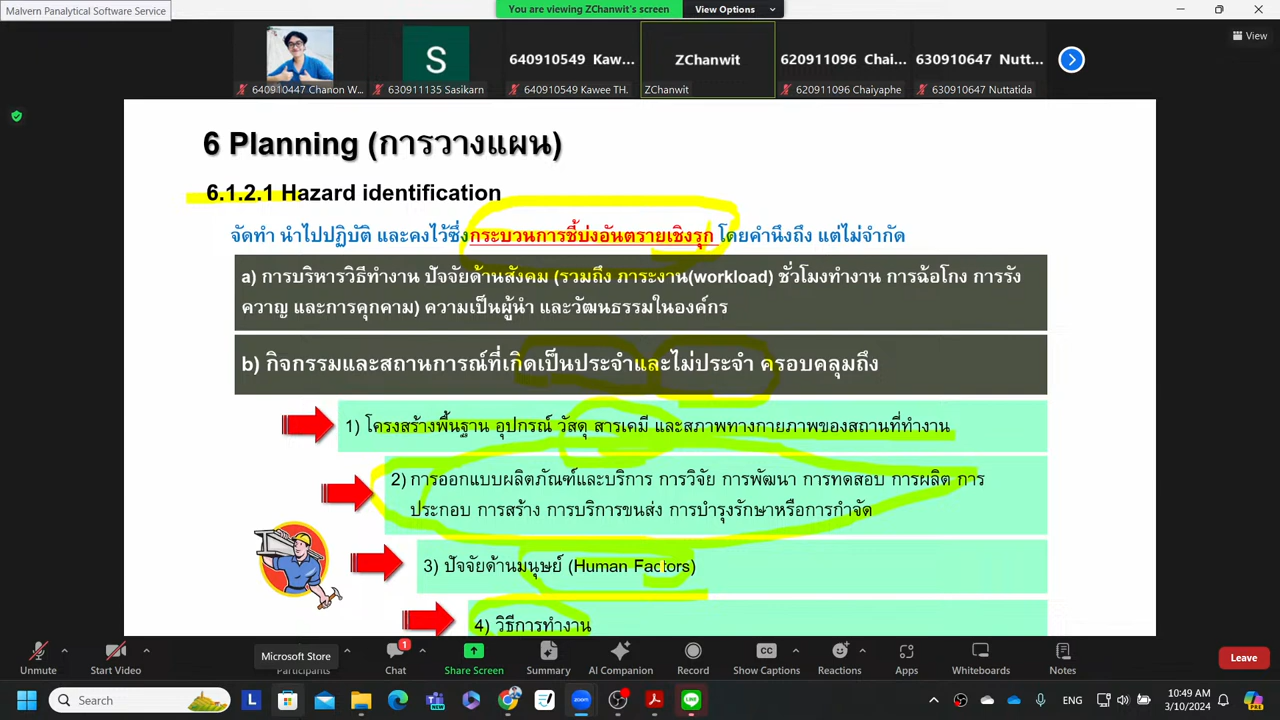 Malvern Panalytical Software Service
You are viewing ZChanwit's screen
View Options
View
S
640910549 Kaw...
ZChanwit
620911096 Chai...
630910647 Nutt...
640910447 Chanon W...
630911135 Sasikarn
640910549 Kawee TH.
ZChanwit
620911096 Chaiyaphe
630910647 Nuttatida
6 Planning (การวางแผน)
6.1.2.1 Hazard identification
จัดทำ นำไปปฏิบัติ และคงไว้ซึ่งกระบวนการชี้บ่งอันตรายเชิงรุก โดยคำนึงถึง แต่ไม่จำกัด
a) การบริหารวิธีทำงาน ปัจจัยด้านสังคม (รวมถึง ภาระงาน(workload) ชั่วโมงทำงาน การฉ้อโกง การรัง
ควาญ และการคุกคาม) ความเป็นผู้นำ และวัฒนธรรมในองค์กร
b) กิจกรรมและสถานการณ์ที่เกิดเป็นประจำและไม่ประจำ ครอบคลุมถึง
1) โครงสร้างพื้นฐาน อุปกรณ์ วัสดุ สารเคมี และสภาพทางกายภาพของสถานที่ทำงาน
2) การออกแบบผลิตภัณฑ์และบริการ การวิจัย การพัฒนา การทดสอบ การผลิต การ
ประกอบ การสร้าง การบริการขนส่ง การบำรุงรักษาหรือการกำจัด
3) ปัจจัยด้านมนุษย์ (Human Factors)
4) วิธีการทำงาน
Unmute
Start Video
Participants
Microsoft Store
Chat
1
Share Screen
Summary
AI Companion
Record
CC
Show Captions
Reactions
Apps
Whiteboards
Notes
Leave
Search
L
ENG
10:49 AM
3/10/2024